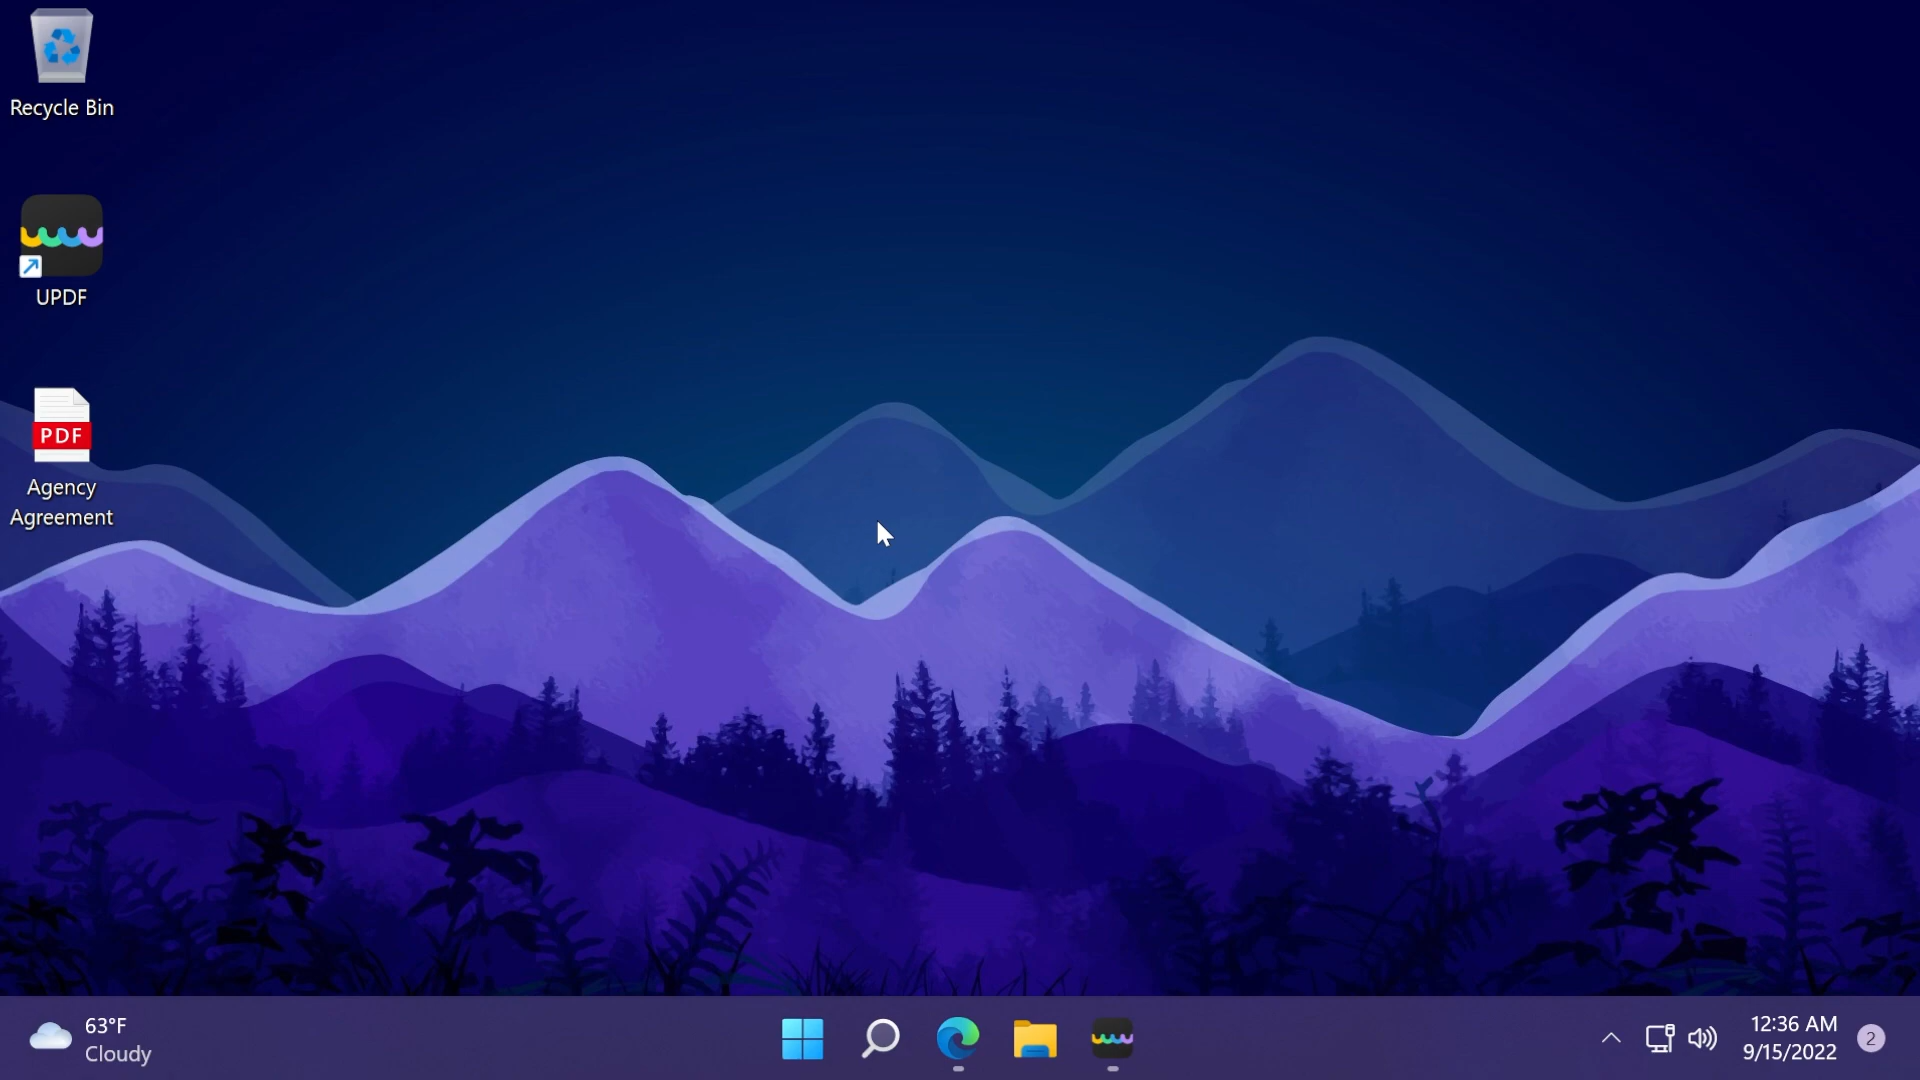 Recycle Bin
UPDF
PDF
Agency
Agreement
63°F
Cloudy
12:36 AM
9/15/2022
2